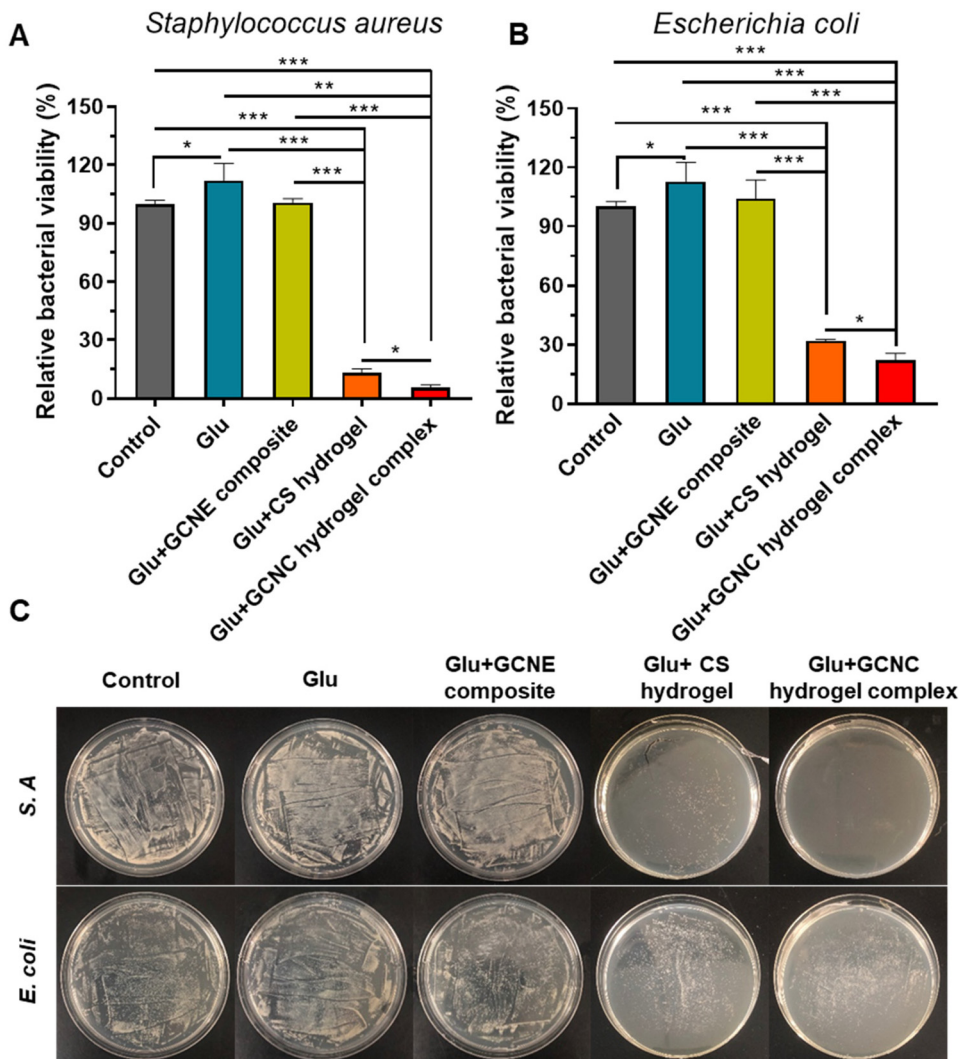 A
Staphylococcus aureus
***
**
***
***
*
***
***
*
Relative bacterial viability (%)
150
120
90
60
30
0
Control
Glu
Glu+GCNE composite
Glu+CS hydrogel
Glu+GCNC hydrogel complex
B
Escherichia coli
***
***
***
***
*
***
***
*
Relative bacterial viability (%)
150
120
90
60
30
0
Control
Glu
Glu+GCNE composite
Glu+CS hydrogel
Glu+GCNC hydrogel complex
C
Control
Glu
Glu+GCNE
composite
Glu+ CS
hydrogel
Glu+GCNC
hydrogel complex
S. A
E. coli